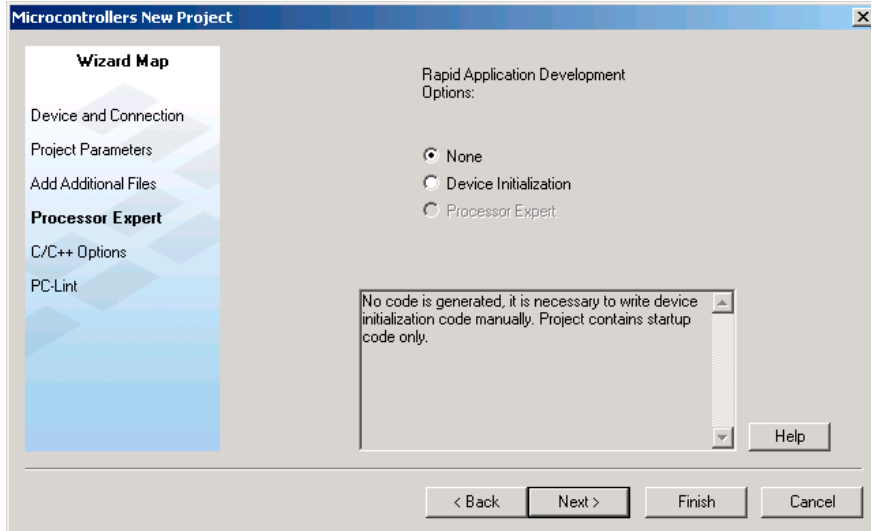 Microcontrollers New Project
Wizard Map
Device and Connection
Project Parameters
Add Additional Files
Processor Expert
C/C++ Options
PC-Lint
Rapid Application Development
Options:
None
Device Initialization
Processor Expert
No code is generated, it is necessary to write device
initialization code manually. Project contains startup
code only.
Help
< Back
Next >
Finish
Cancel